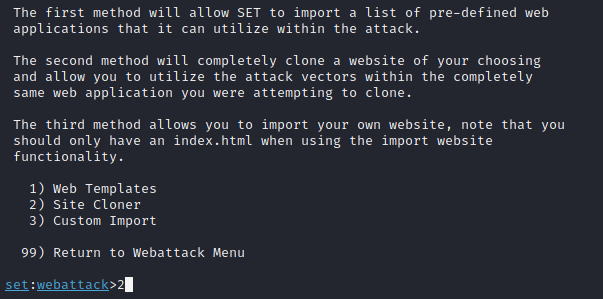 The first method will allow SET to import a list of pre-defined web
applications that it can utilize within the attack.
The second method will completely clone a website of your choosing
and allow you to utilize the attack vectors within the completely
same web application you were attempting to clone.
The third method allows you to import your own website, note that you
should only have an index.html when using the import website
functionality.
1) Web Templates
2) Site Cloner
3) Custom Import
99) Return to Webattack Menu
set:webattack>2